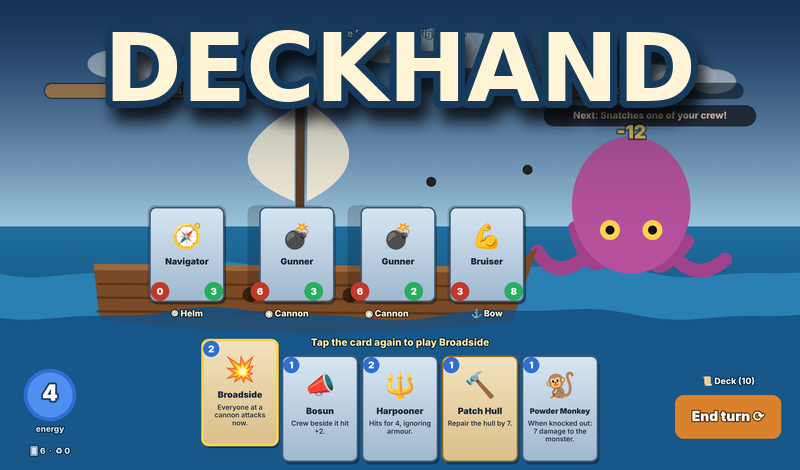 DECKHAND
Next: Snatches one of your crew!
-12
Navigator
0
3
Gunner
6
3
Gunner
6
2
Bruiser
3
8
Helm
Cannon
Cannon
Bow
Tap the card again to play Broadside
2
Broadside
Everyone at a
cannon attacks
now.
1
Bosun
Crew beside it hit
+2.
2
Harpooner
Hits for 4, ignoring
armour.
1
Patch Hull
Repair the hull by 7.
1
Powder Monkey
When knocked out:
7 damage to the
monster.
4
energy
6 · ♻ 0
Deck (10)
End turn ⟳